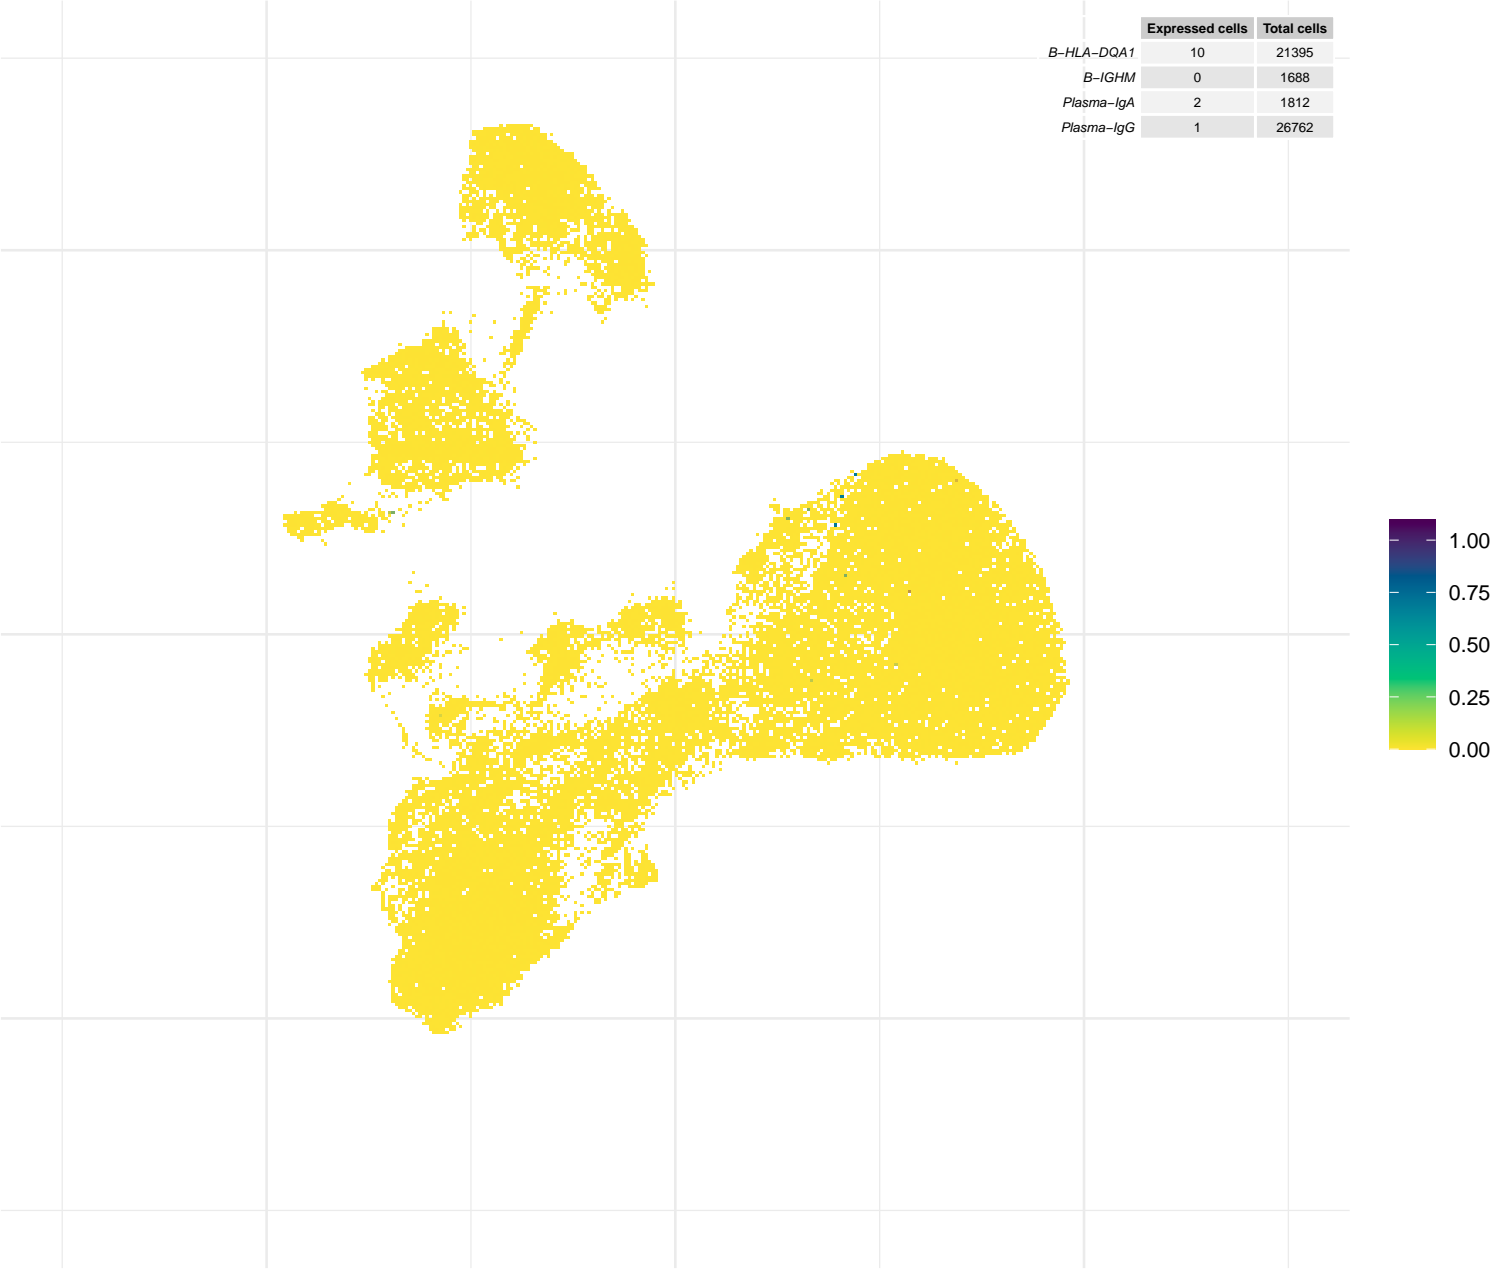 Expressed cells Total cells
B−HLA−DQA1 10 21395
B−IGHM 0 1688
Plasma−IgA 2 1812
Plasma−IgG 1 26762
1.00
0.75
0.50
0.25
0.00